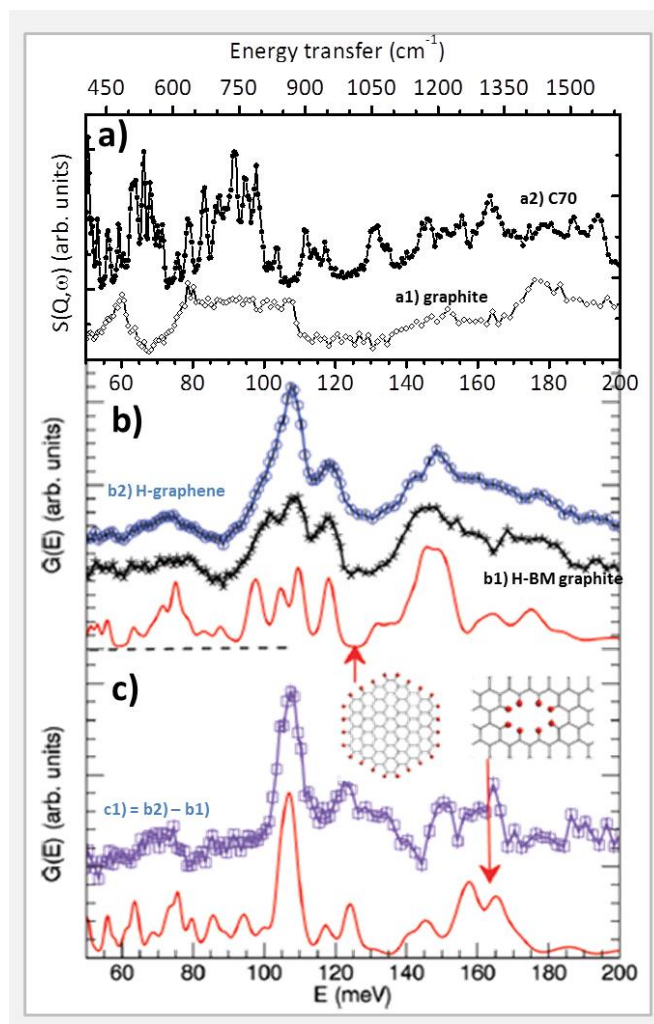 Energy transfer (cm-1)
450 600 750 900 1050 1200 1350 1500
a)
S(Q,ω) (arb. units)
a2) C70
a1) graphite
60 80 100 120 140 160 180 200
b)
G(E) (arb. units)
b2) H-graphene
b1) H-BM graphite
c)
G(E) (arb. units)
c1) = b2) – b1)
60 80 100 120 140 160 180 200
E (meV)